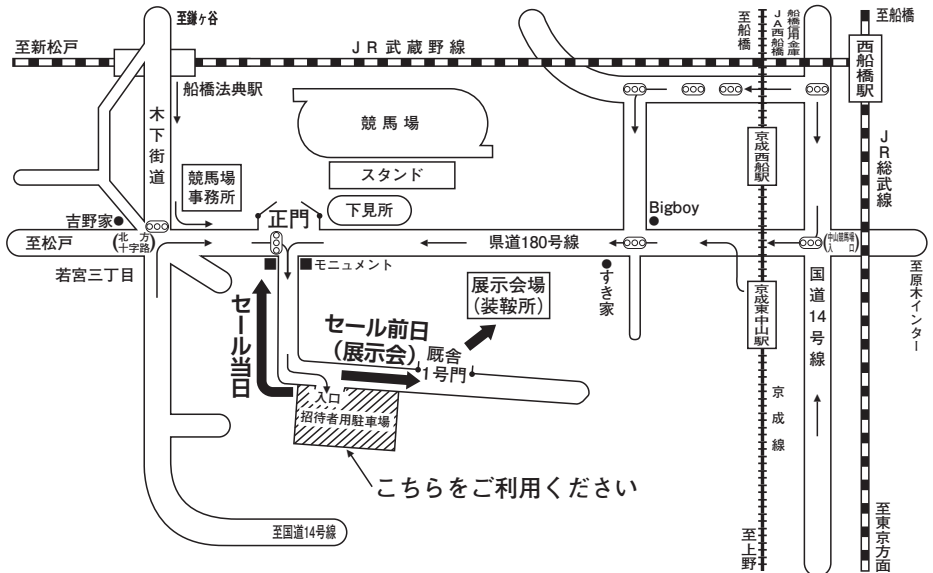 至鎌ヶ谷
至新松戸
JR武蔵野線
至船橋
船橋信用金庫
JA西船橋
至船橋
西船橋駅
船橋法典駅
木下街道
競馬場
スタンド
下見所
競馬場
事務所
正門
京成西船駅
JR総武線
吉野家
Bigboy
至松戸
(北方十字路)
県道180号線
(中山競馬場入口)
若宮三丁目
モニュメント
すき家
展示会場
(装鞍所)
京成東中山駅
国道14号線
至原木インター
セール当日
セール前日
(展示会)
厩舎
1号門
入口
招待者用駐車場
京成線
こちらをご利用ください
至国道14号線
至上野
至東京方面